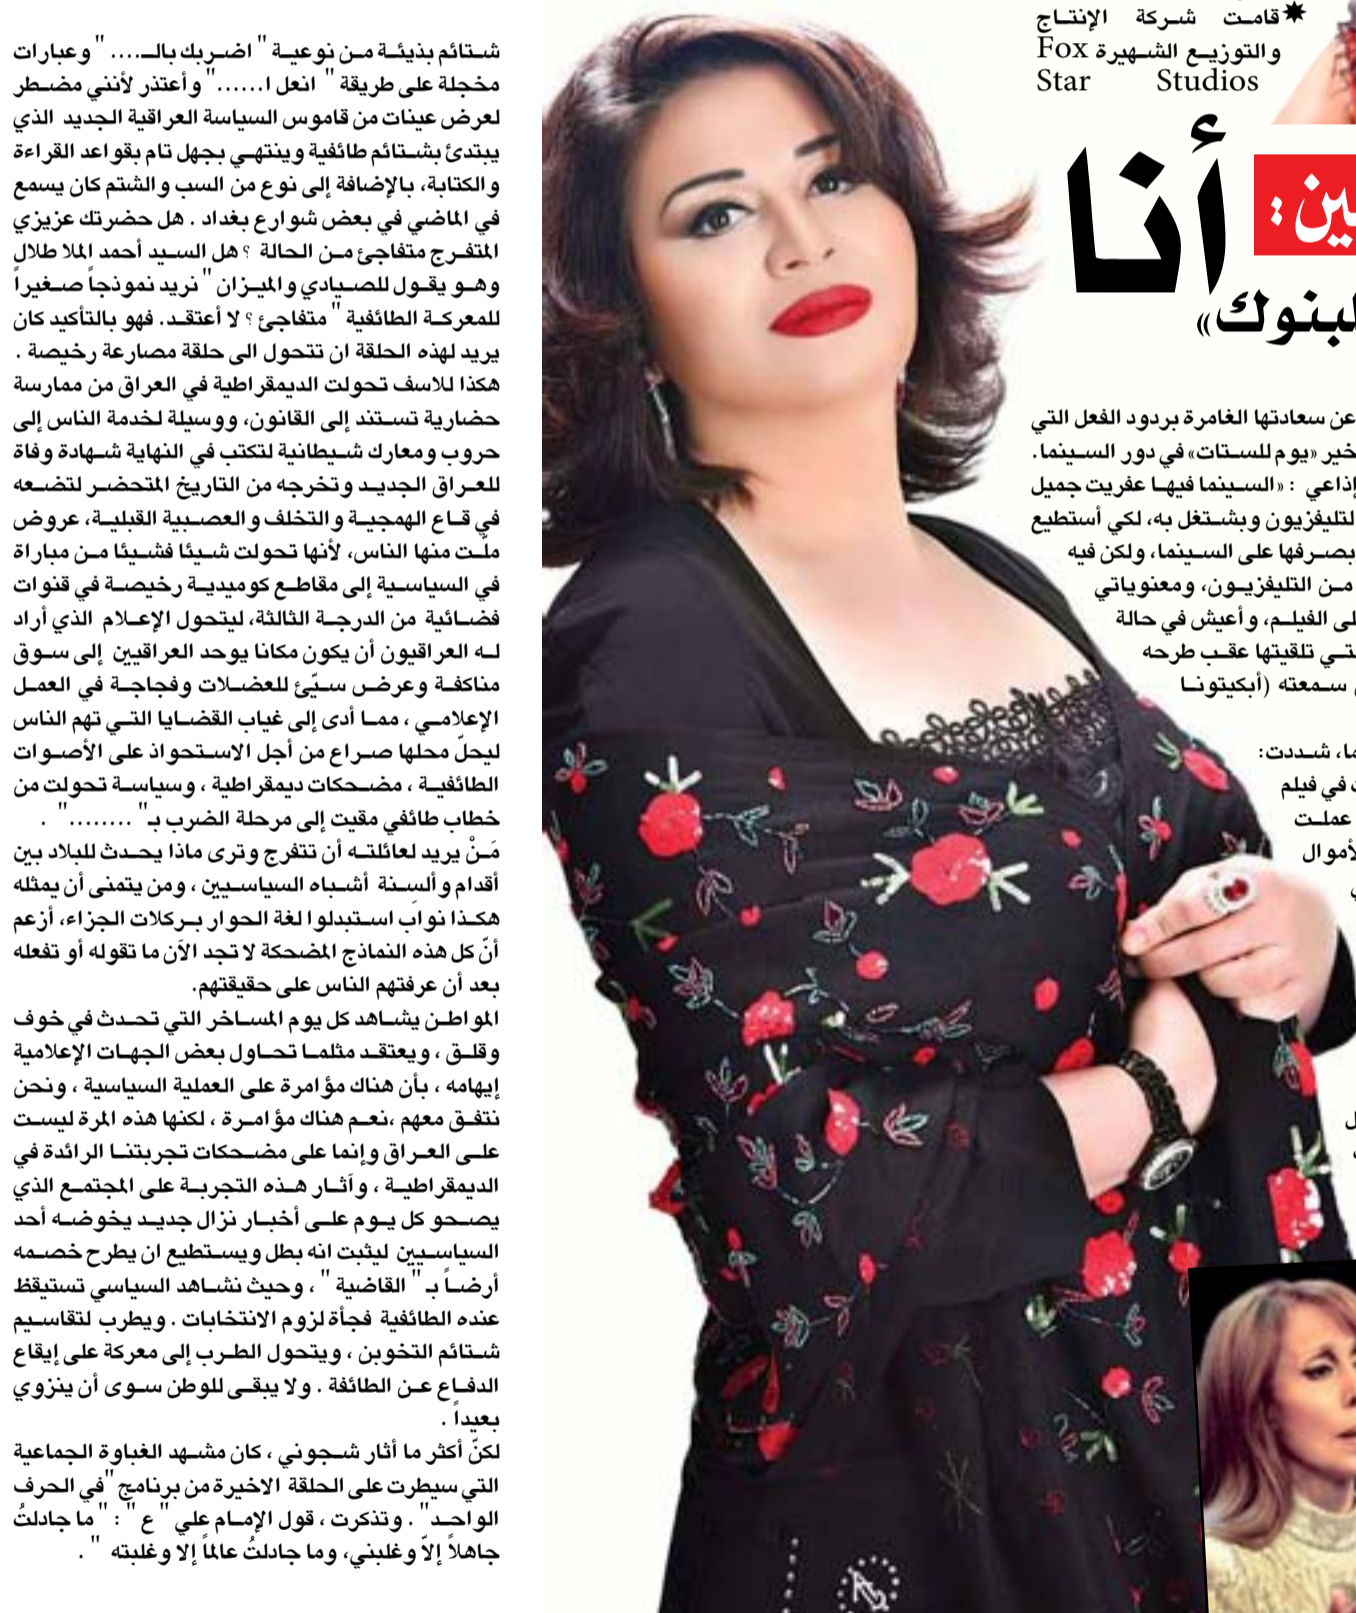 ✷قامت شركة الإنتاج
والتوزيع الشهيرة Fox
Star Studios
ين :
أنا
لبنوك»
عن سعادتها الغامرة بردود الفعل التي
خير «يوم للستات» في دور السينما.
إذاعي : «السينما فيها عفريت جميل
لتليفزيون وبشتغل به، لكي أستطيع
بصرفها على السينما، ولكن فيه
من التليفزيون، ومعنوياتي
لى الفيلم، وأعيش في حالة
تي تلقيتها عقب طرحه
سمعته (أبكيتونا
ما، شددت:
في فيلم
عملت
لأموال
شتائم بذيئة من نوعية " اضربك بالـ.... " وعبارات
مخجلة على طريقة " انعل ا......" وأعتذر لأنني مضطر
لعرض عينات من قاموس السياسة العراقية الجديد الذي
يبتدئ بشتائم طائفية وينتهي بجهل تام بقواعد القراءة
والكتابة، بالإضافة إلى نوع من السب والشتم كان يسمع
في الماضي في بعض شوارع بغداد . هل حضرتك عزيزي
المتفرج متفاجئ من الحالة ؟ هل السيد أحمد الملا طلال
وهو يقول للصيادي والميزان " نريد نموذجاً صغيراً
للمعركة الطائفية " متفاجئ ؟ لا أعتقد. فهو بالتأكيد كان
يريد لهذه الحلقة ان تتحول الى حلقة مصارعة رخيصة .
هكذا للاسف تحولت الديمقراطية في العراق من ممارسة
حضارية تستند إلى القانون، ووسيلة لخدمة الناس إلى
حروب ومعارك شيطانية لتكتب في النهاية شهادة وفاة
للعراق الجديد وتخرجه من التاريخ المتحضر لتضعه
في قاع الهمجية والتخلف والعصبية القبلية، عروض
ملّت منها الناس، لأنها تحولت شيئا فشيئا من مباراة
في السياسية إلى مقاطع كوميدية رخيصة في قنوات
فضائية من الدرجة الثالثة، ليتحول الإعلام الذي أراد
له العراقيون أن يكون مكانا يوحد العراقيين إلى سوق
مناكفة وعرض سيّئ للعضلات وفجاجة في العمل
الإعلامي ، مما أدى إلى غياب القضايا التي تهم الناس
ليحلّ محلها صراع من أجل الاستحواذ على الأصوات
الطائفية ، مضحكات ديمقراطية ، وسياسة تحولت من
خطاب طائفي مقيت إلى مرحلة الضرب بـ" ........" .
مَنْ يريد لعائلته أن تتفرج وترى ماذا يحدث للبلاد بين
أقدام وألسنة أشباه السياسيين ، ومن يتمنى أن يمثله
هكذا نواب استبدلوا لغة الحوار بركلات الجزاء، أزعم
أنّ كل هذه النماذج المضحكة لا تجد الآن ما تقوله أو تفعله
بعد أن عرفتهم الناس على حقيقتهم.
المواطن يشاهد كل يوم المساخر التي تحدث في خوف
وقلق ، ويعتقد مثلما تحاول بعض الجهات الإعلامية
إيهامه ، بأن هناك مؤامرة على العملية السياسية ، ونحن
نتفق معهم ،نعم هناك مؤامرة ، لكنها هذه المرة ليست
على العراق وإنما على مضحكات تجربتنا الرائدة في
الديمقراطية ، وآثار هذه التجربة على المجتمع الذي
يصحو كل يوم على أخبار نزال جديد يخوضه أحد
السياسيين ليثبت انه بطل ويستطيع ان يطرح خصمه
أرضاً بـ " القاضية " ، وحيث نشاهد السياسي تستيقظ
عنده الطائفية فجأة لزوم الانتخابات . ويطرب لتقاسيم
شتائم التخوين ، ويتحول الطرب إلى معركة على إيقاع
الدفاع عن الطائفة . ولا يبقى للوطن سوى أن ينزوي
بعيداً .
لكنّ أكثر ما أثار شجوني ، كان مشهد الغباوة الجماعية
التي سيطرت على الحلقة الاخيرة من برنامج "في الحرف
الواحد" . وتذكرت ، قول الإمام علي " ع " : " ما جادلتُ
جاهلاً إلاّ وغلبني، وما جادلتُ عالماً إلا وغلبته " .